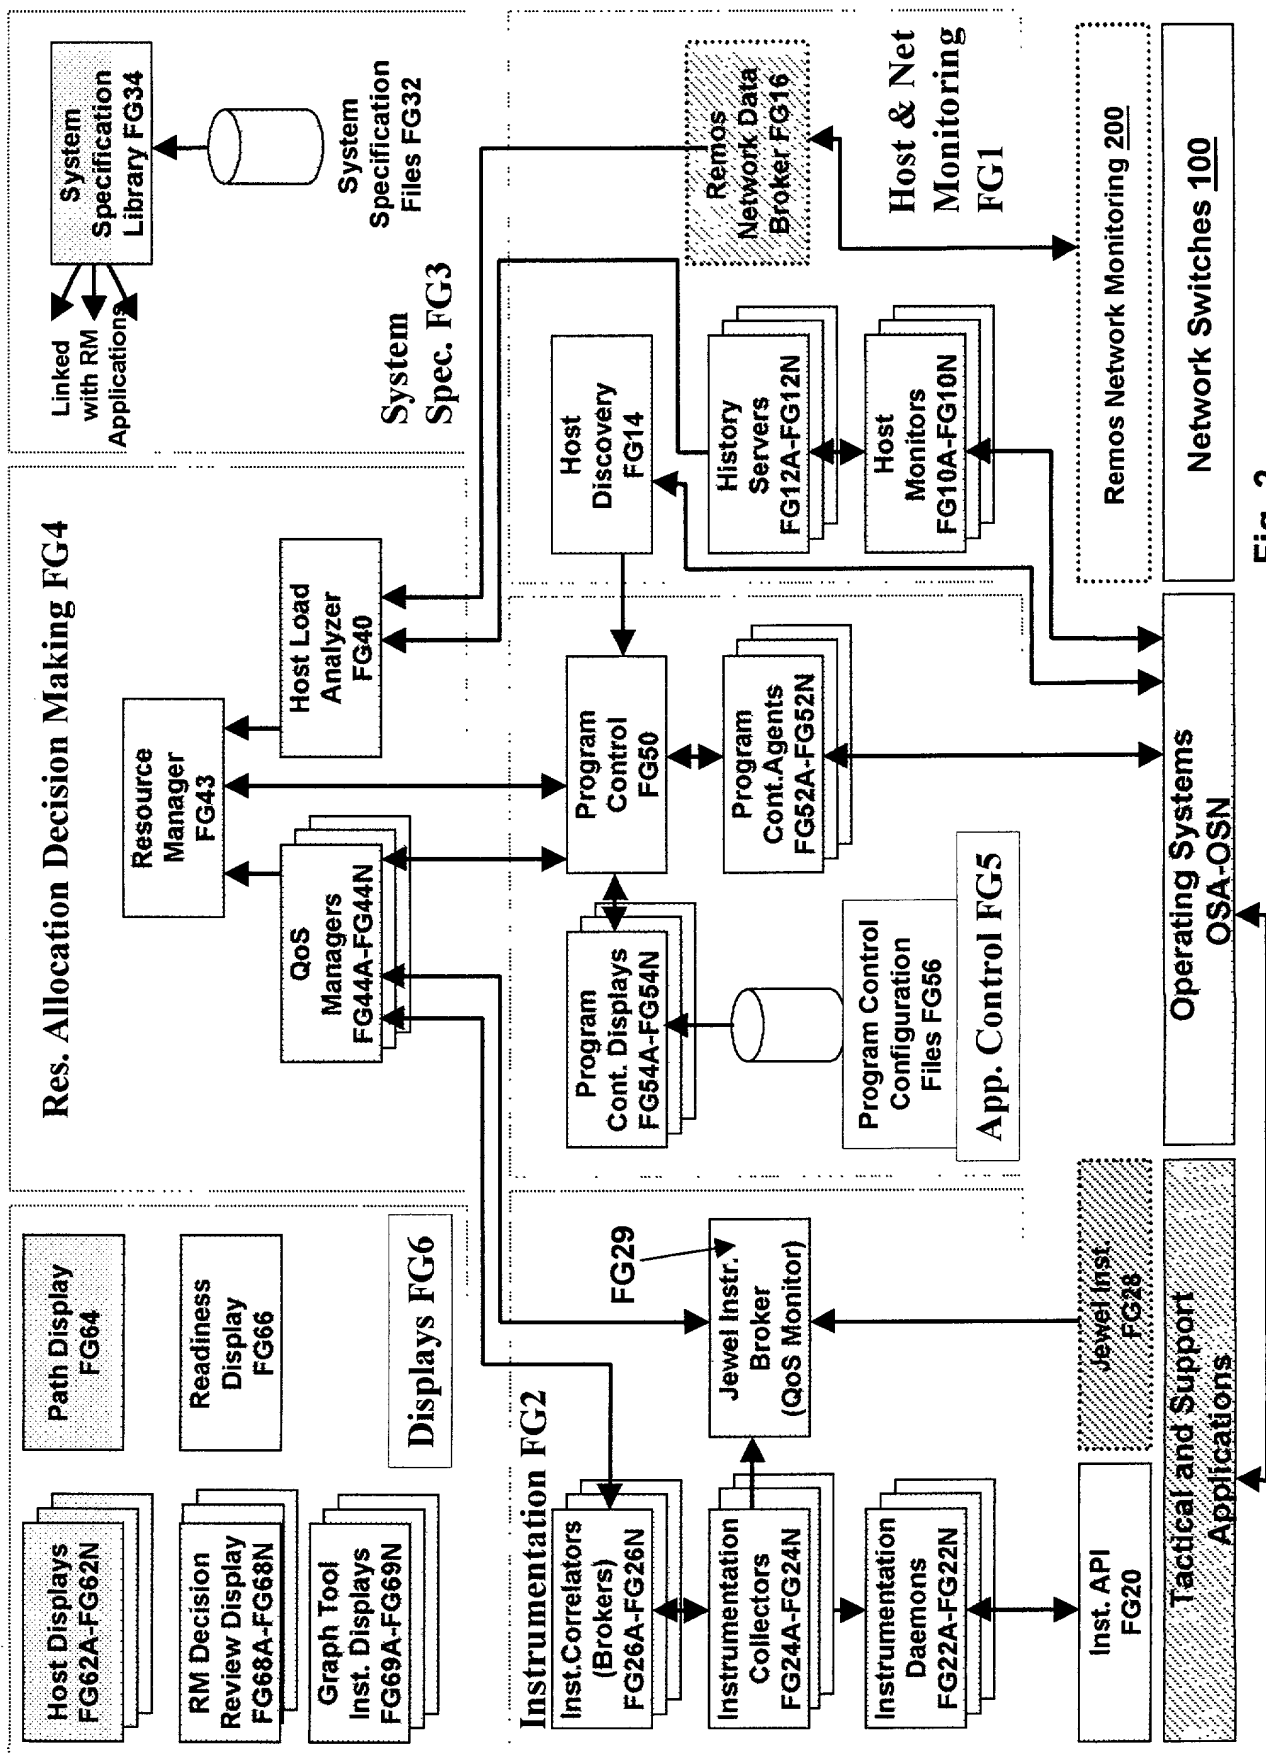 Host Displays
FG62A-FG62N
Path Display
FG64
RM Decision
Review Display
FG68A-FG68N
Readiness
Display
FG66
Graph Tool
Inst. Displays
FG69A-FG69N
Displays FG6
Res. Allocation Decision Making FG4
Resource
Manager
FG43
QoS
Managers
FG44A-FG44N
Host Load
Analyzer
FG40
System
Specification
Library FG34
Linked
with RM
Applications
System
Specification
Files FG32
System
Spec. FG3
Instrumentation FG2
Inst.Correlators
(Brokers)
FG26A-FG26N
FG29
Instrumentation
Collectors
FG24A-FG24N
Jewel Instr.
Broker
(QoS Monitor)
Instrumentation
Daemons
FG22A-FG22N
Inst. API
FG20
Jewel Inst.
FG28
Tactical and Support
Applications
Program
Cont. Displays
FG54A-FG54N
Program
Control
FG50
Program
Cont.Agents
FG52A-FG52N
Program Control
Configuration
Files FG56
App. Control FG5
Operating Systems
OSA-OSN
Host
Discovery
FG14
History
Servers
FG12A-FG12N
Host
Monitors
FG10A-FG10N
Remos
Network Data
Broker FG16
Host & Net
Monitoring
FG1
Remos Network Monitoring 200
Network Switches 100
Fig. 2